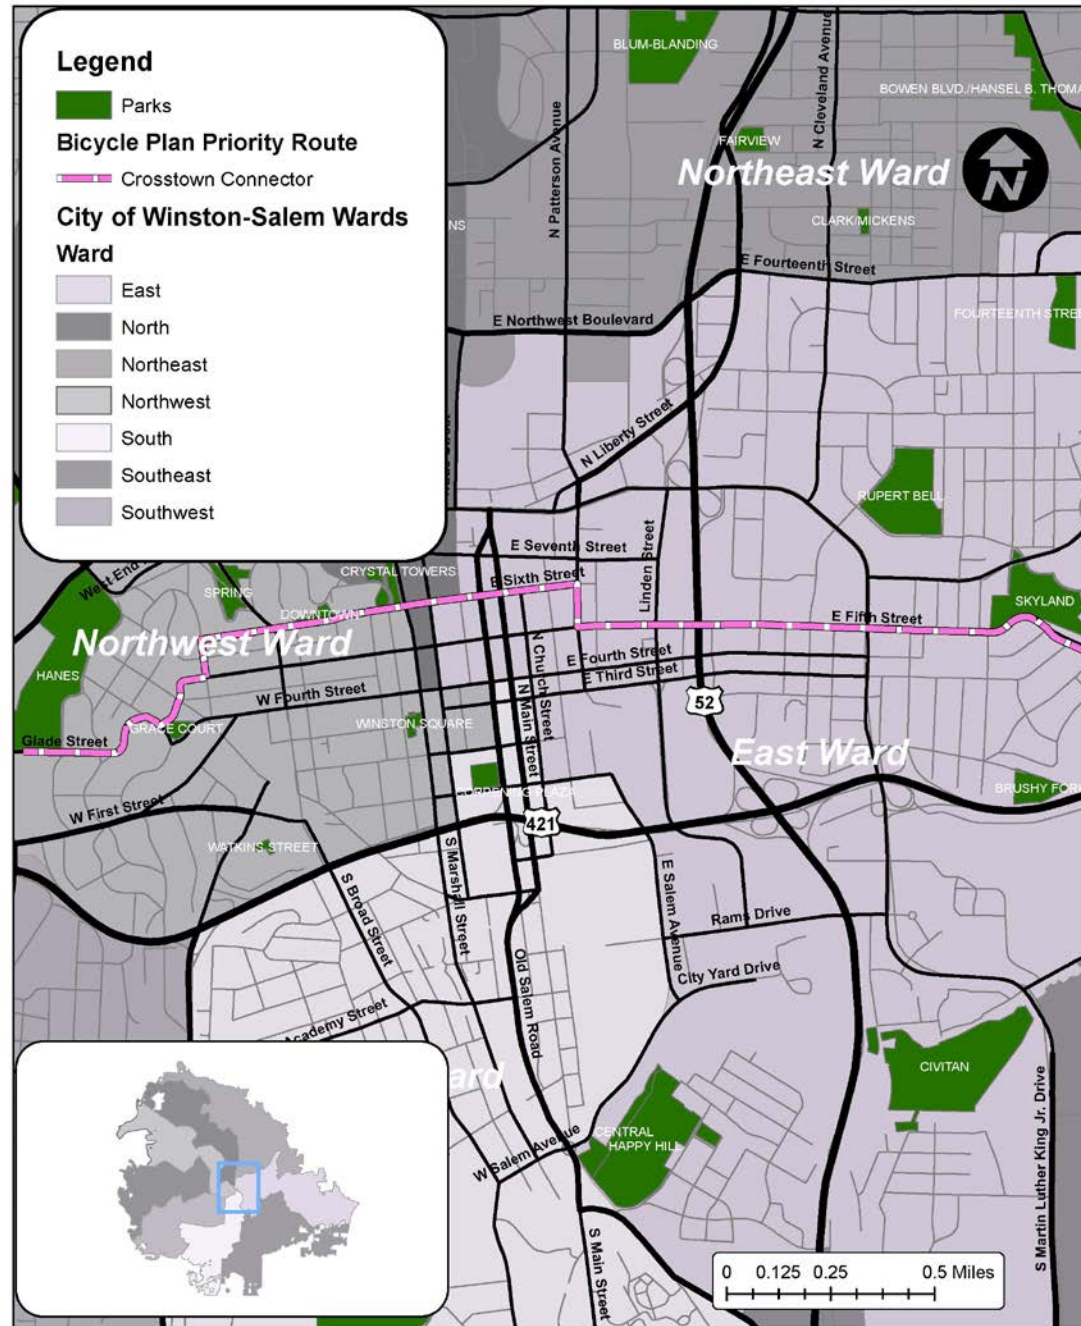 Legend
Parks
Bicycle Plan Priority Route
Crosstown Connector
City of Winston-Salem Wards
Ward
East
North
Northeast
Northwest
South
Southeast
Southwest
BLUM-BLANDING
N Cleveland Avenue
BOWEN BLVD./HANSEL B. THOMA
N Patterson Avenue
FAIRVIEW
Northeast Ward
N
CLARK/MICKENS
NS
E Fourteenth Street
FOURTEENTH STREE
E Northwest Boulevard
N Liberty Street
RUPERT BELL
Linden Street
E Seventh Street
West End
CRYSTAL TOWERS
E Sixth Street
SPRING
SKYLAND
DOWNTOWN
E Fifth Street
Northwest Ward
N Church Street
E Fourth Street
HANES
E Third Street
W Fourth Street
N Main Street
52
WINSTON SQUARE
GRACE COURT
Glade Street
East Ward
CORPENING PLAZA
BRUSHY FORK
W First Street
421
WATKINS STREET
S Broad Street
S Marshall Street
E Salem Avenue
Rams Drive
Old Salem Road
City Yard Drive
Academy Street
ard
CIVITAN
S Martin Luther King Jr. Drive
CENTRAL
HAPPY HILL
W Salem Avenue
S Main Street
0 0.125 0.25 0.5 Miles